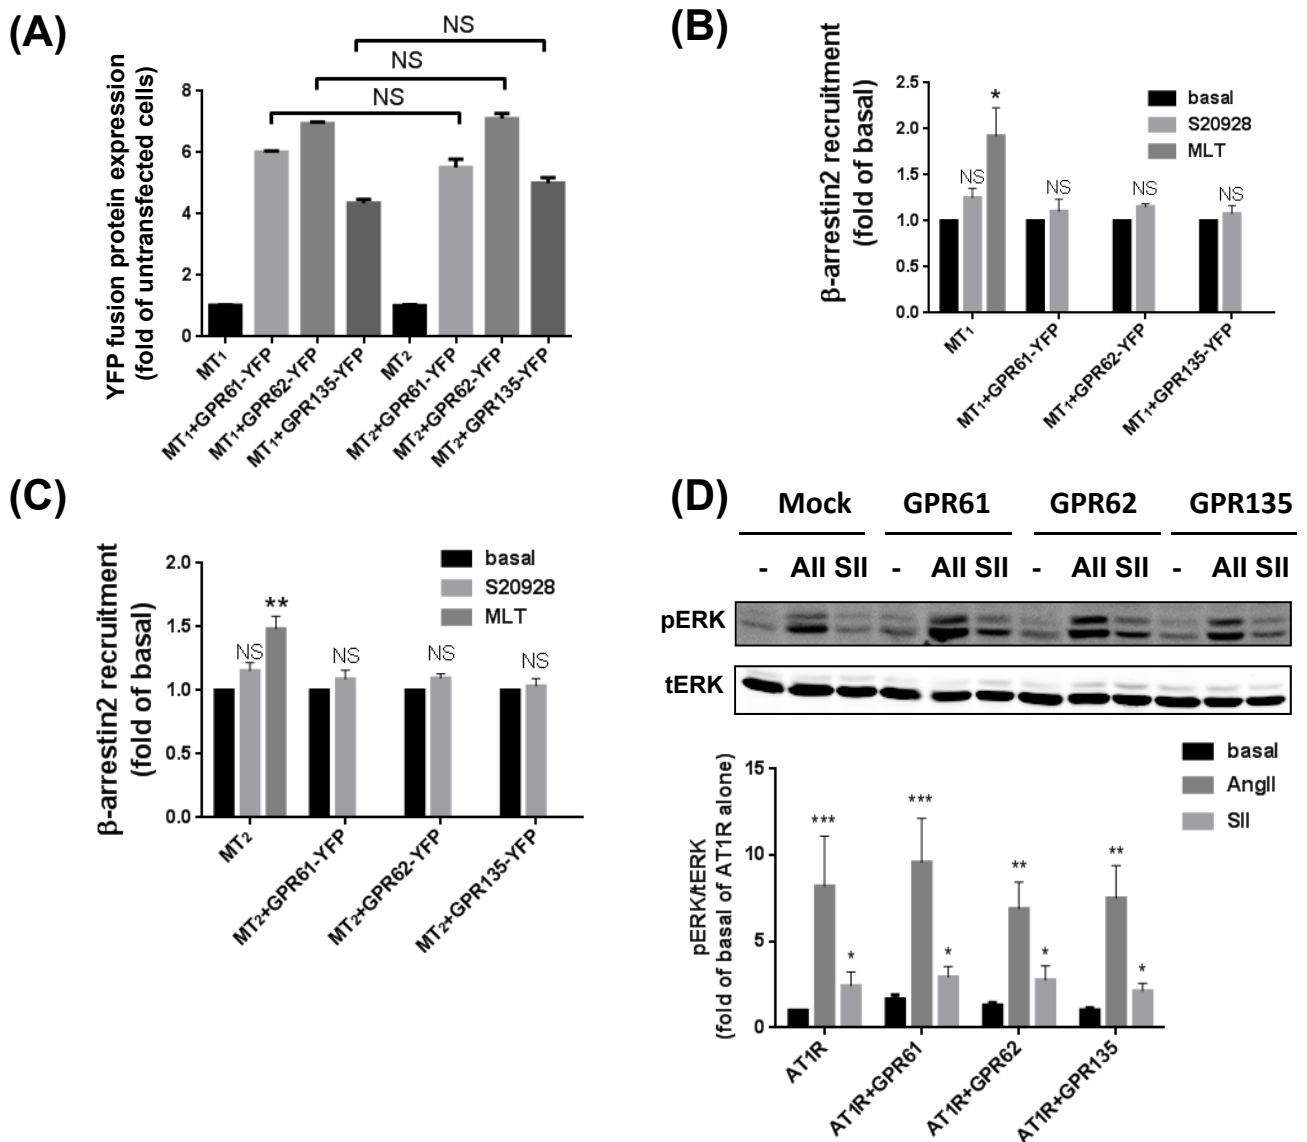 (A)
NS
NS
NS
YFP fusion protein expression
(fold of untransfected cells)
8
6
4
2
0
MT1
MT1+GPR61-YFP
MT1+GPR62-YFP
MT1+GPR135-YFP
MT2
MT2+GPR61-YFP
MT2+GPR62-YFP
MT2+GPR135-YFP
(B)
β-arrestin2 recruitment
(fold of basal)
2.5
2.0
1.5
1.0
0.5
0.0
basal
S20928
MLT
NS
*
NS
NS
NS
MT1
MT1+GPR61-YFP
MT1+GPR62-YFP
MT1+GPR135-YFP
(C)
β-arrestin2 recruitment
(fold of basal)
2.0
1.5
1.0
0.5
0.0
basal
S20928
MLT
NS
**
NS
NS
NS
MT2
MT2+GPR61-YFP
MT2+GPR62-YFP
MT2+GPR135-YFP
(D)
Mock GPR61 GPR62 GPR135
- AII SII - AII SII - AII SII - AII SII
pERK
tERK
pERK/tERK
(fold of basal of AT1R alone)
15
10
5
0
basal
AngII
SII
*** * *** * ** * ** *
AT1R
AT1R+GPR61
AT1R+GPR62
AT1R+GPR135